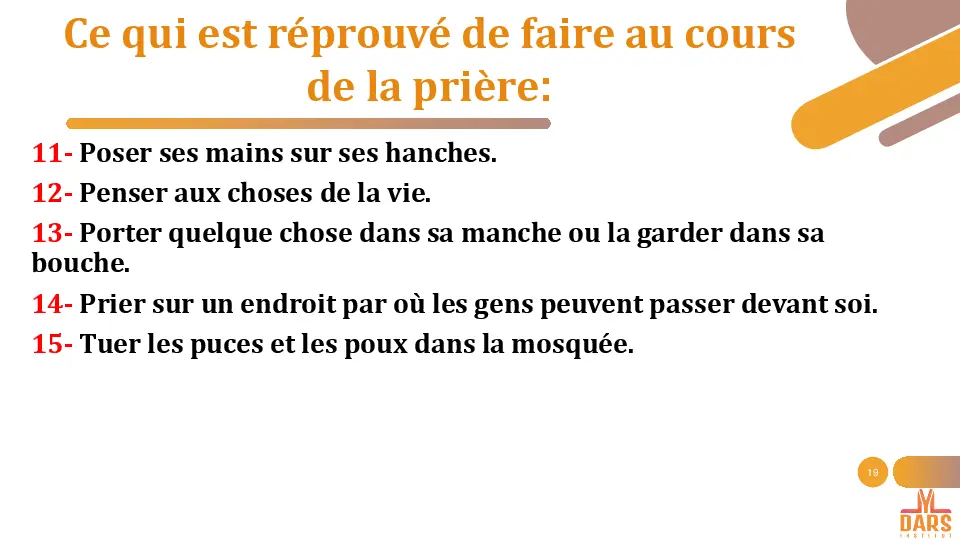 Ce qui est réprouvé de faire au cours
de la prière:
11- Poser ses mains sur ses hanches.
12- Penser aux choses de la vie.
13- Porter quelque chose dans sa manche ou la garder dans sa
bouche.
14- Prier sur un endroit par où les gens peuvent passer devant soi.
15- Tuer les puces et les poux dans la mosquée.
19
DARS
INSTITUT